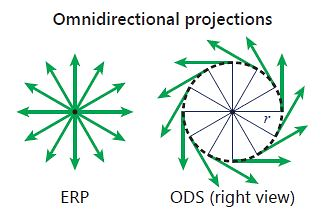 Omnidirectional projections
r
ERP
ODS (right view)